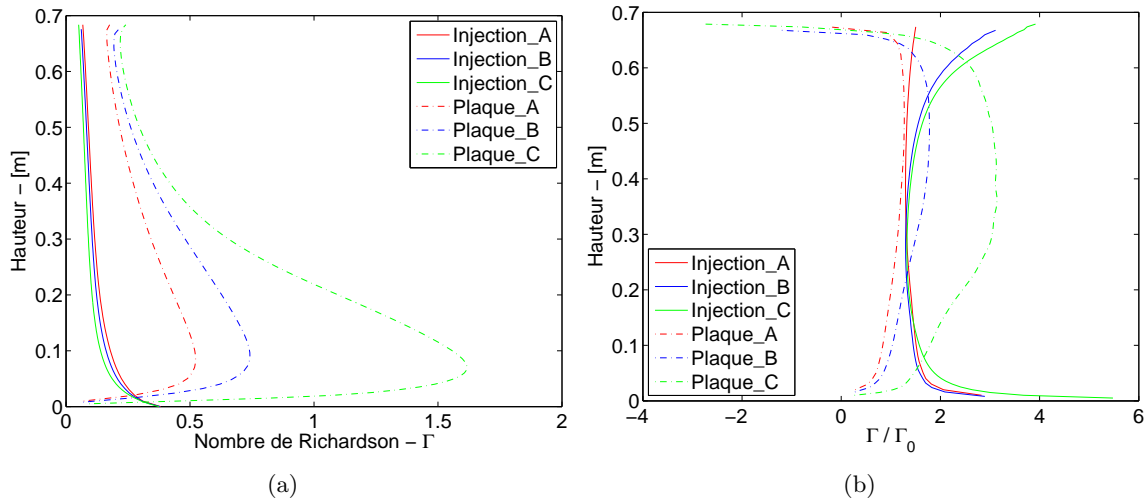 0.7
0.6
0.5
0.4
0.3
0.2
0.1
0
Hauteur – [m]
0
0.5
1
1.5
2
Nombre de Richardson – Γ
Injection_A
Injection_B
Injection_C
Plaque_A
Plaque_B
Plaque_C
(a)
0.7
0.6
0.5
0.4
0.3
0.2
0.1
0
Hauteur – [m]
−4
−2
0
2
4
6
Γ / Γ0
Injection_A
Injection_B
Injection_C
Plaque_A
Plaque_B
Plaque_C
(b)